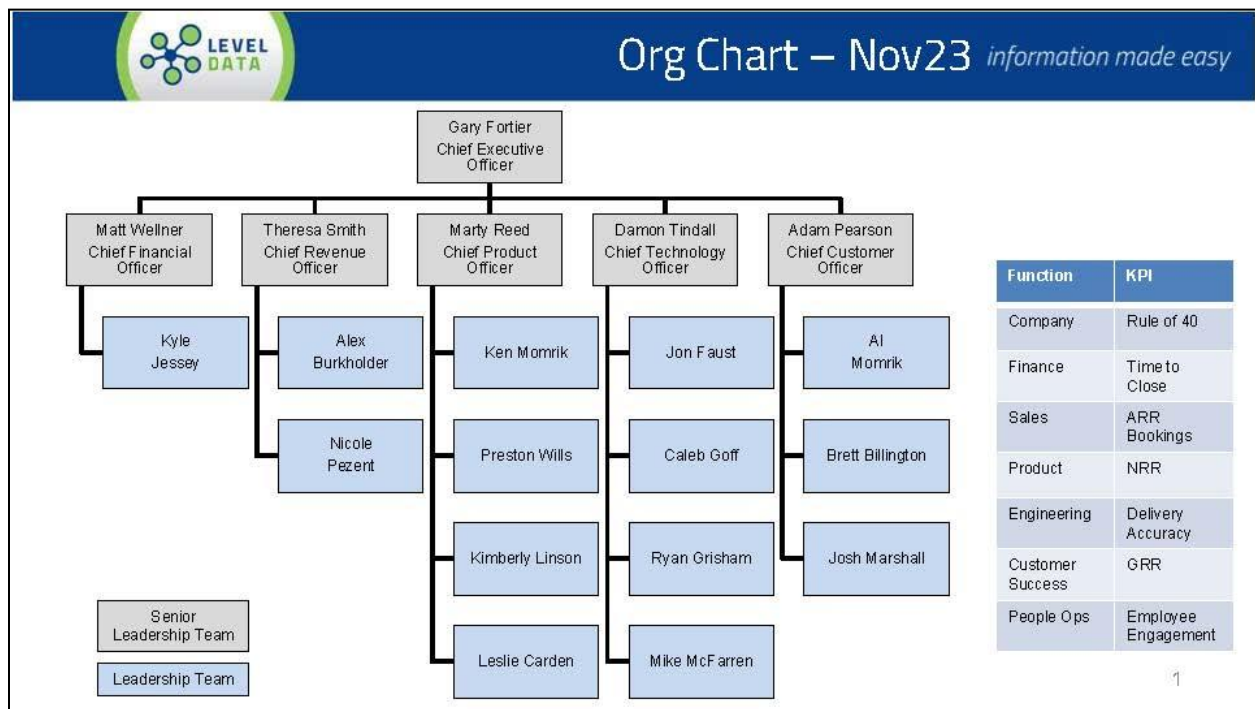 LEVEL
DATA
Org Chart – Nov23 information made easy
Gary Fortier
Chief Executive
Officer
Matt Wellner
Chief Financial
Officer
Theresa Smith
Chief Revenue
Officer
Marty Reed
Chief Product
Officer
Damon Tindall
Chief Technology
Officer
Adam Pearson
Chief Customer
Officer
Kyle
Jessey
Alex
Burkholder
Nicole
Pezent
Ken Momrik
Preston Wills
Kimberly Linson
Leslie Carden
Jon Faust
Caleb Goff
Ryan Grisham
Mike McFarren
Al
Momrik
Brett Billington
Josh Marshall
Senior
Leadership Team
Leadership Team
Function KPI
Company Rule of 40
Finance Time to
Close
Sales ARR
Bookings
Product NRR
Engineering Delivery
Accuracy
Customer GRR
Success
People Ops Employee
Engagement
1